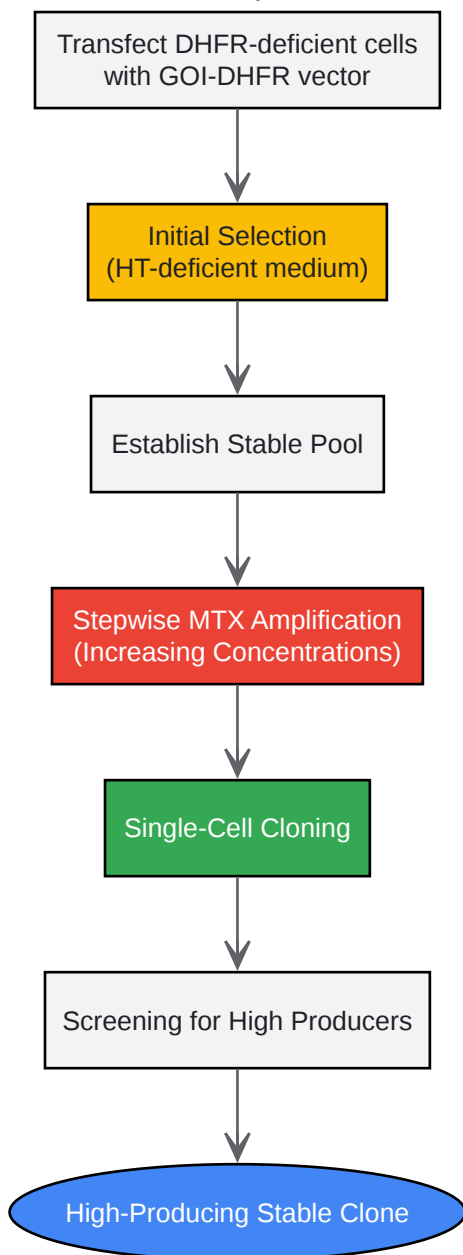 Transfect DHFR-deficient cells
with GOI-DHFR vector
Initial Selection
(HT-deficient medium)
Establish Stable Pool
Stepwise MTX Amplification
(Increasing Concentrations)
Single-Cell Cloning
Screening for High Producers
High-Producing Stable Clone